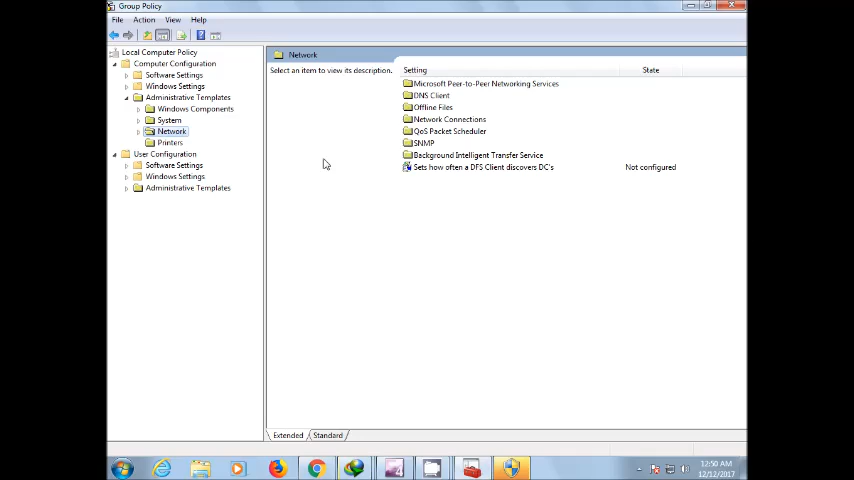 Group Policy
File Action View Help
Local Computer Policy
Computer Configuration
Software Settings
Windows Settings
Administrative Templates
Windows Components
System
Network
Printers
User Configuration
Software Settings
Windows Settings
Administrative Templates
Network
Select an item to view its description.
Setting State
Microsoft Peer-to-Peer Networking Services
DNS Client
Offline Files
Network Connections
QoS Packet Scheduler
SNMP
Background Intelligent Transfer Service
Sets how often a DFS Client discovers DC's Not configured
Extended Standard
12:50 AM
12/12/2017